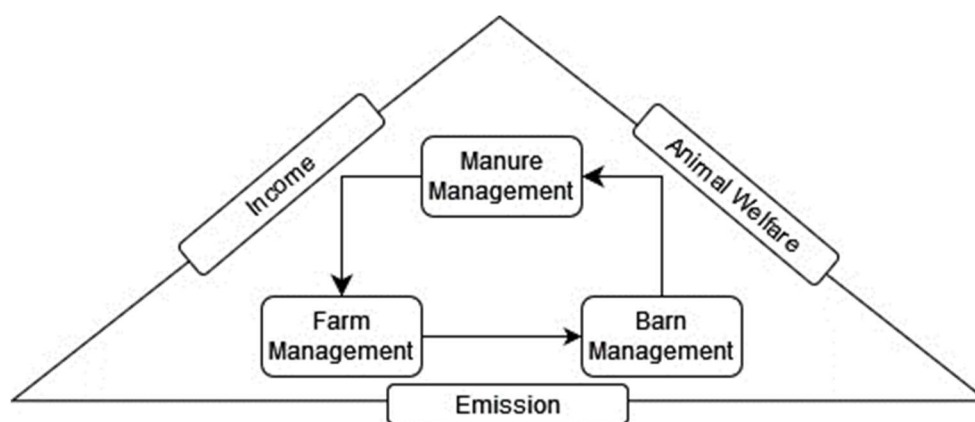 Income
Animal Welfare
Manure
Management
Farm
Management
Barn
Management
Emission